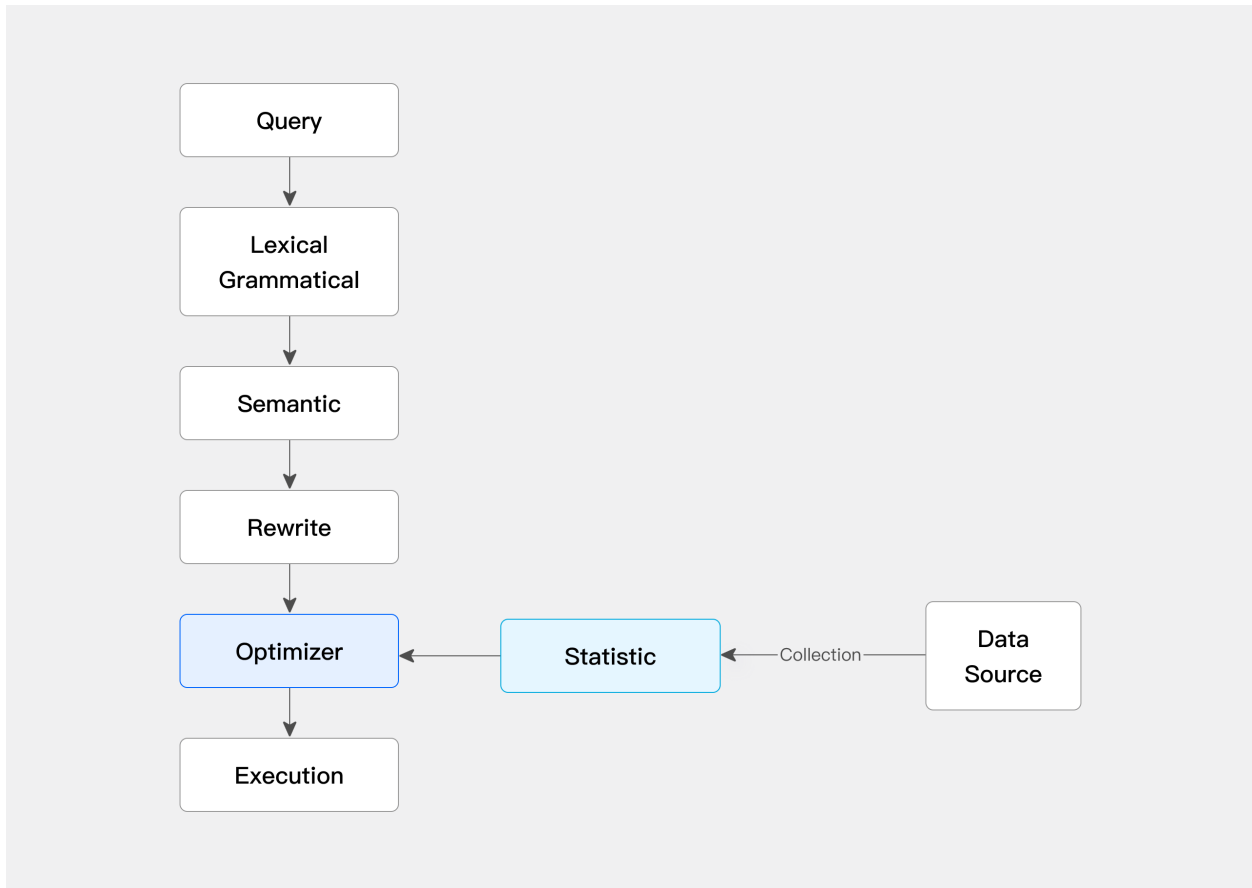 Query
Lexical
Grammatical
Semantic
Rewrite
Optimizer
Statistic
Collection
Data
Source
Execution